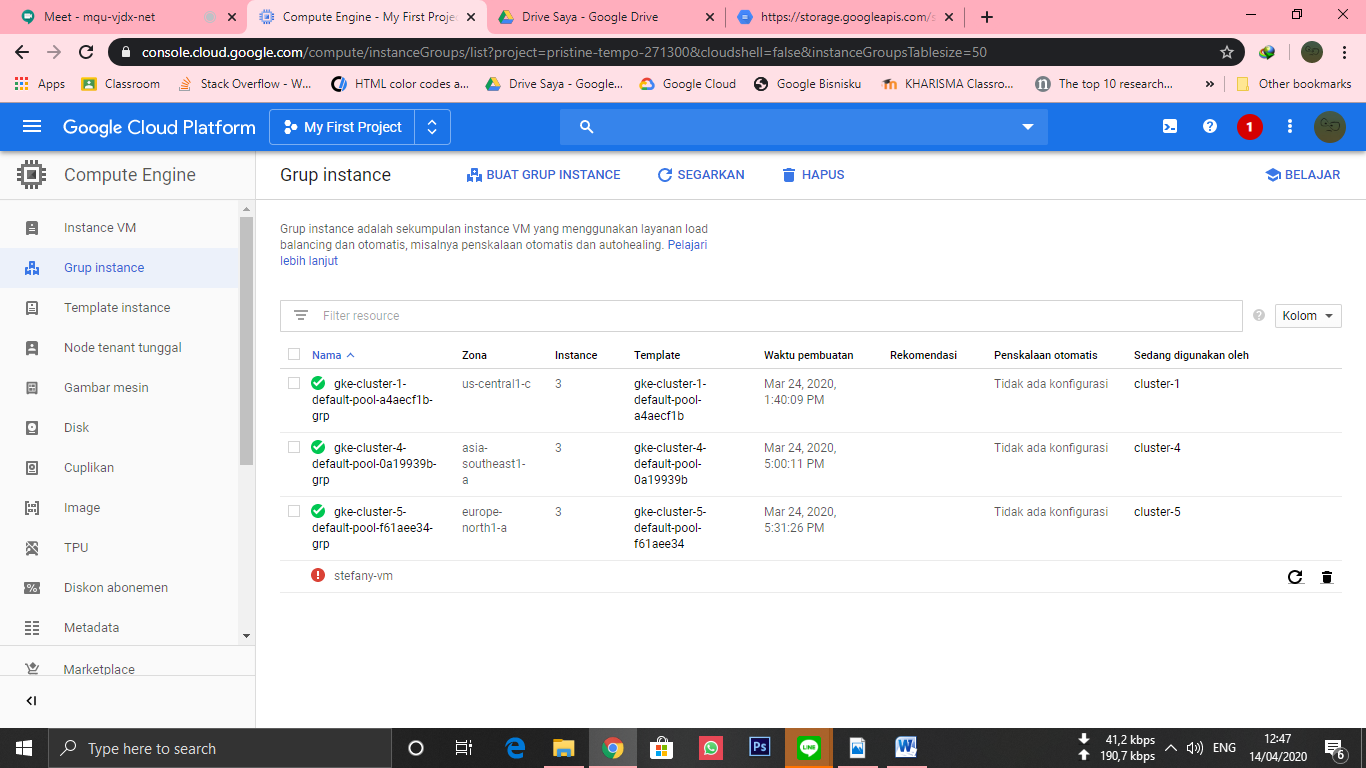 Meet - mqu-vjdx-net
Compute Engine - My First Projec
Drive Saya - Google Drive
https://storage.googleapis.com/s
console.cloud.google.com/compute/instanceGroups/list?project=pristine-tempo-271300&cloudshell=false&instanceGroupsTablesize=50
Apps
Classroom
Stack Overflow - W...
HTML color codes a...
Drive Saya - Google...
Google Cloud
Google Bisnisku
KHARISMA Classro...
The top 10 research...
»
Other bookmarks
Google Cloud Platform
My First Project
1
Compute Engine
Grup instance
BUAT GRUP INSTANCE
SEGARKAN
HAPUS
BELAJAR
Instance VM
Grup instance
Template instance
Node tenant tunggal
Gambar mesin
Disk
Cuplikan
Image
TPU
Diskon abonemen
Metadata
Marketplace
Grup instance adalah sekumpulan instance VM yang menggunakan layanan load
balancing dan otomatis, misalnya penskalaan otomatis dan autohealing. Pelajari
lebih lanjut
Filter resource
Kolom
Nama Zona Instance Template Waktu pembuatan Rekomendasi Penskalaan otomatis Sedang digunakan oleh
gke-cluster-1- us-central1-c 3 gke-cluster-1- Mar 24, 2020, Tidak ada konfigurasi cluster-1
default-pool-a4aecf1b- default-pool- 1:40:09 PM
grp a4aecf1b
gke-cluster-4- asia- 3 gke-cluster-4- Mar 24, 2020, Tidak ada konfigurasi cluster-4
default-pool-0a19939b- southeast1- default-pool- 5:00:11 PM
grp a 0a19939b
gke-cluster-5- europe- 3 gke-cluster-5- Mar 24, 2020, Tidak ada konfigurasi cluster-5
default-pool-f61aee34- north1-a default-pool- 5:31:26 PM
grp f61aee34
stefany-vm
Type here to search
Ps
LINE
W
41,2 kbps
190,7 kbps
ENG
12:47
14/04/2020
6